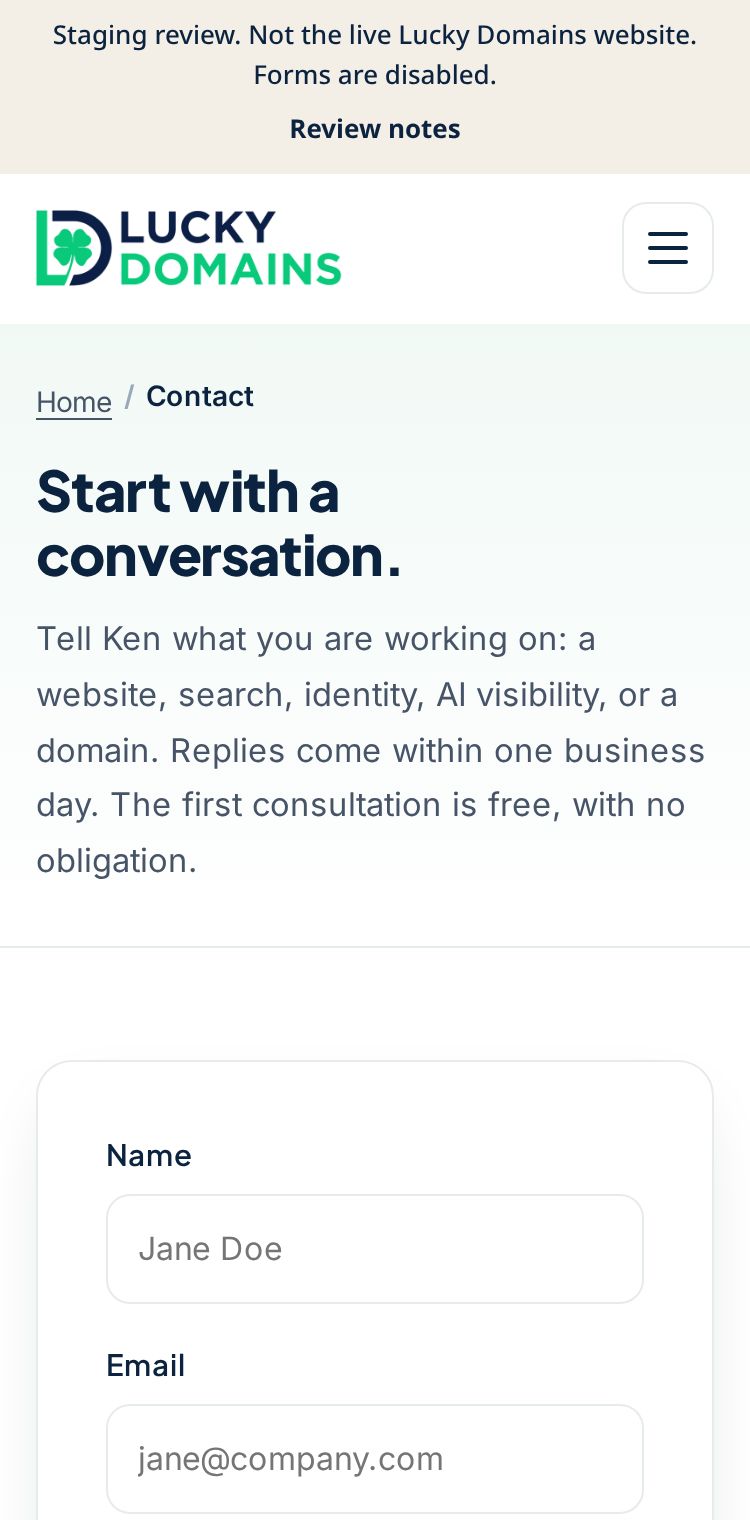 Staging review. Not the live Lucky Domains website.
Forms are disabled.
Review notes
LUCKY
DOMAINS
Home / Contact
Start with a
conversation.
Tell Ken what you are working on: a
website, search, identity, AI visibility, or a
domain. Replies come within one business
day. The first consultation is free, with no
obligation.
Name
Jane Doe
Email
jane@company.com